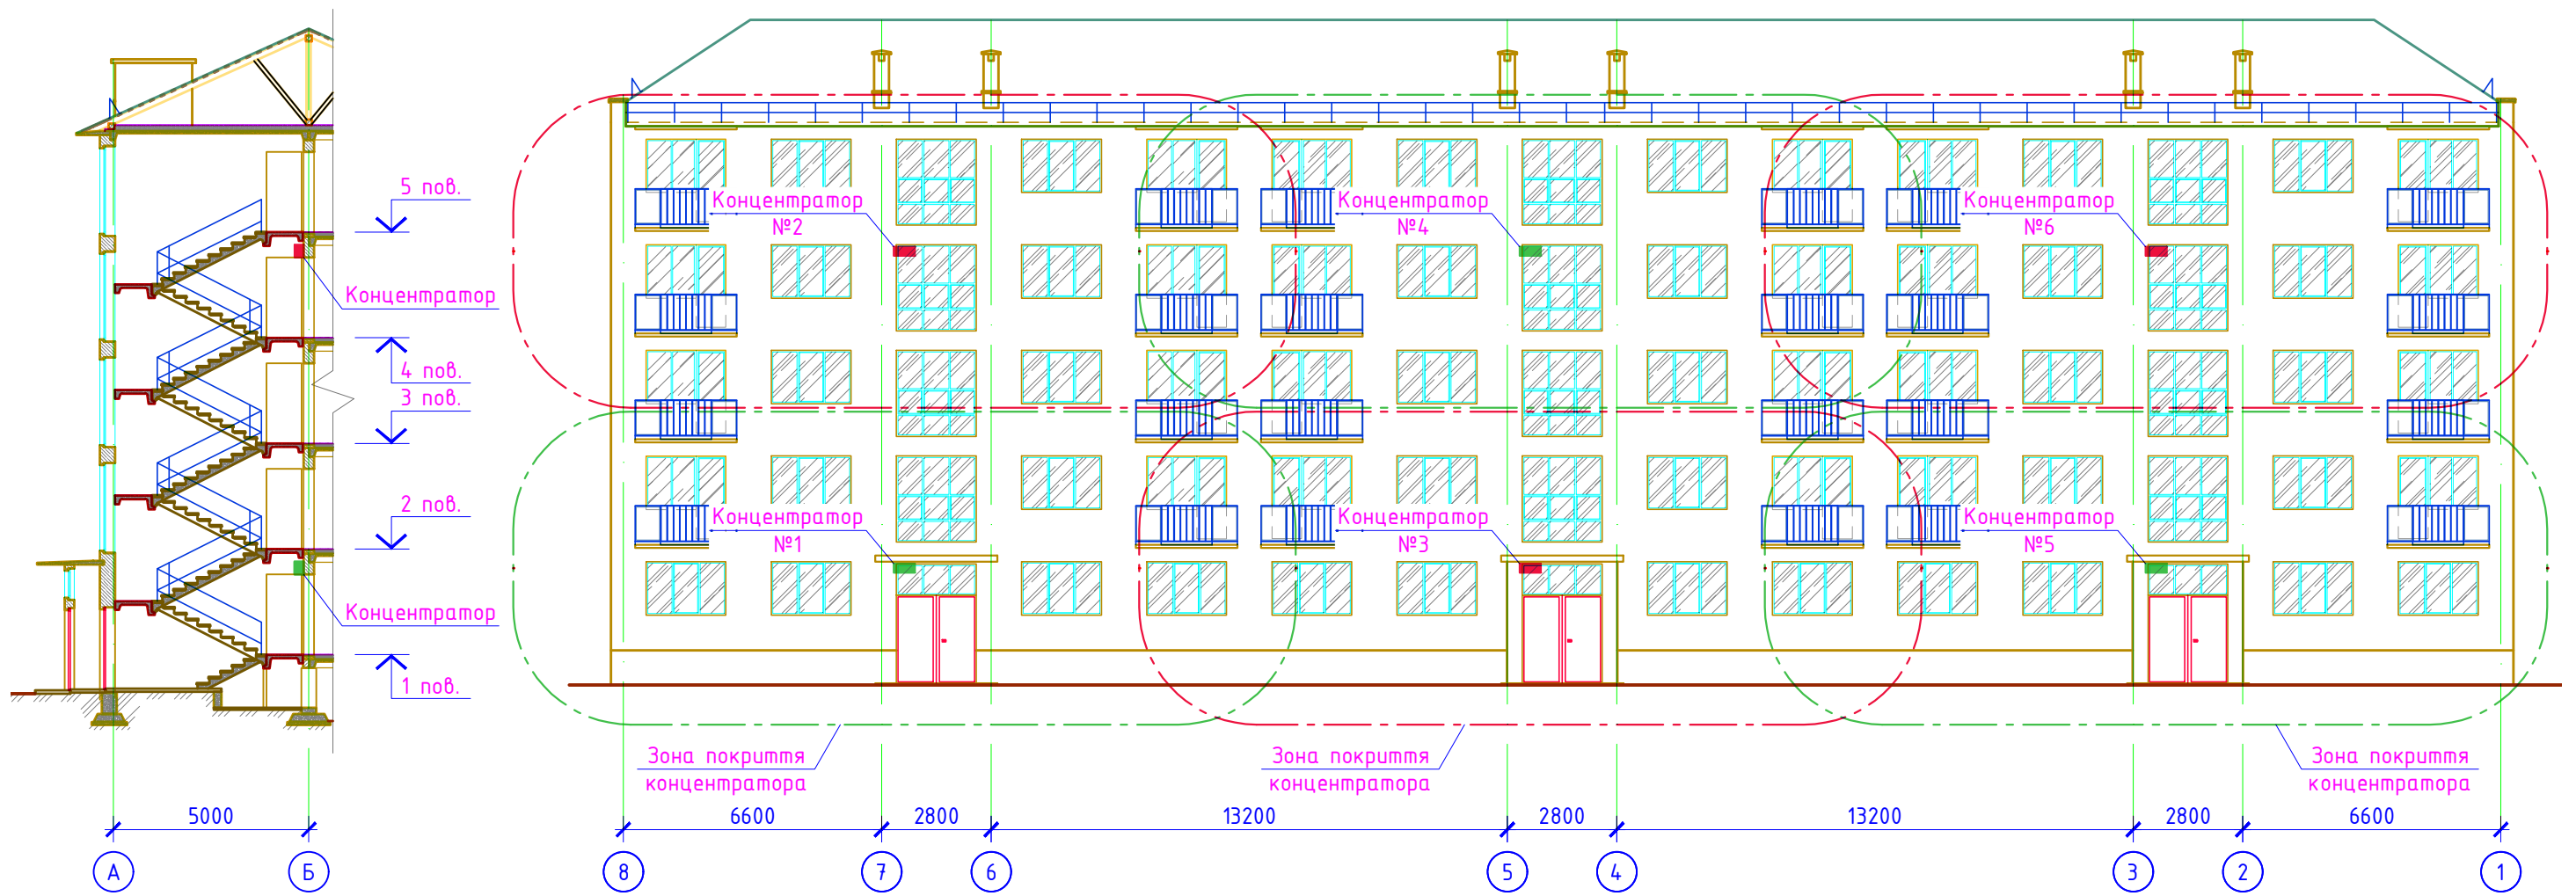 5 пов.
Концентратор
4 пов.
3 пов.
2 пов.
Концентратор
1 пов.
5000
А
Б
Концентратор
№2
Концентратор
№4
Концентратор
№6
Концентратор
№1
Концентратор
№3
Концентратор
№5
Зона покриття
концентратора
Зона покриття
концентратора
Зона покриття
концентратора
6600
2800
13200
2800
13200
2800
6600
8
7
6
5
4
3
2
1